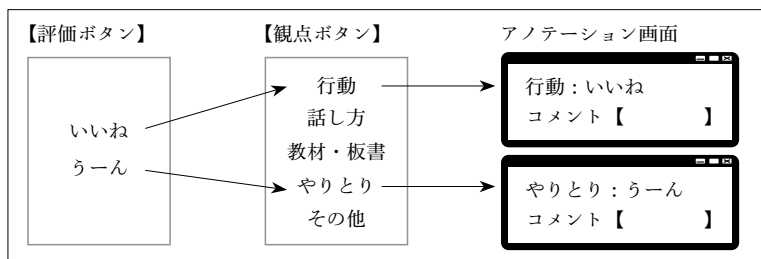 【評価ボタン】
いいね
うーん
【観点ボタン】
行動
話し方
教材・板書
やりとり
その他
アノテーション画面
行動：いいね
コメント【　　　　】
やりとり：うーん
コメント【　　　　】